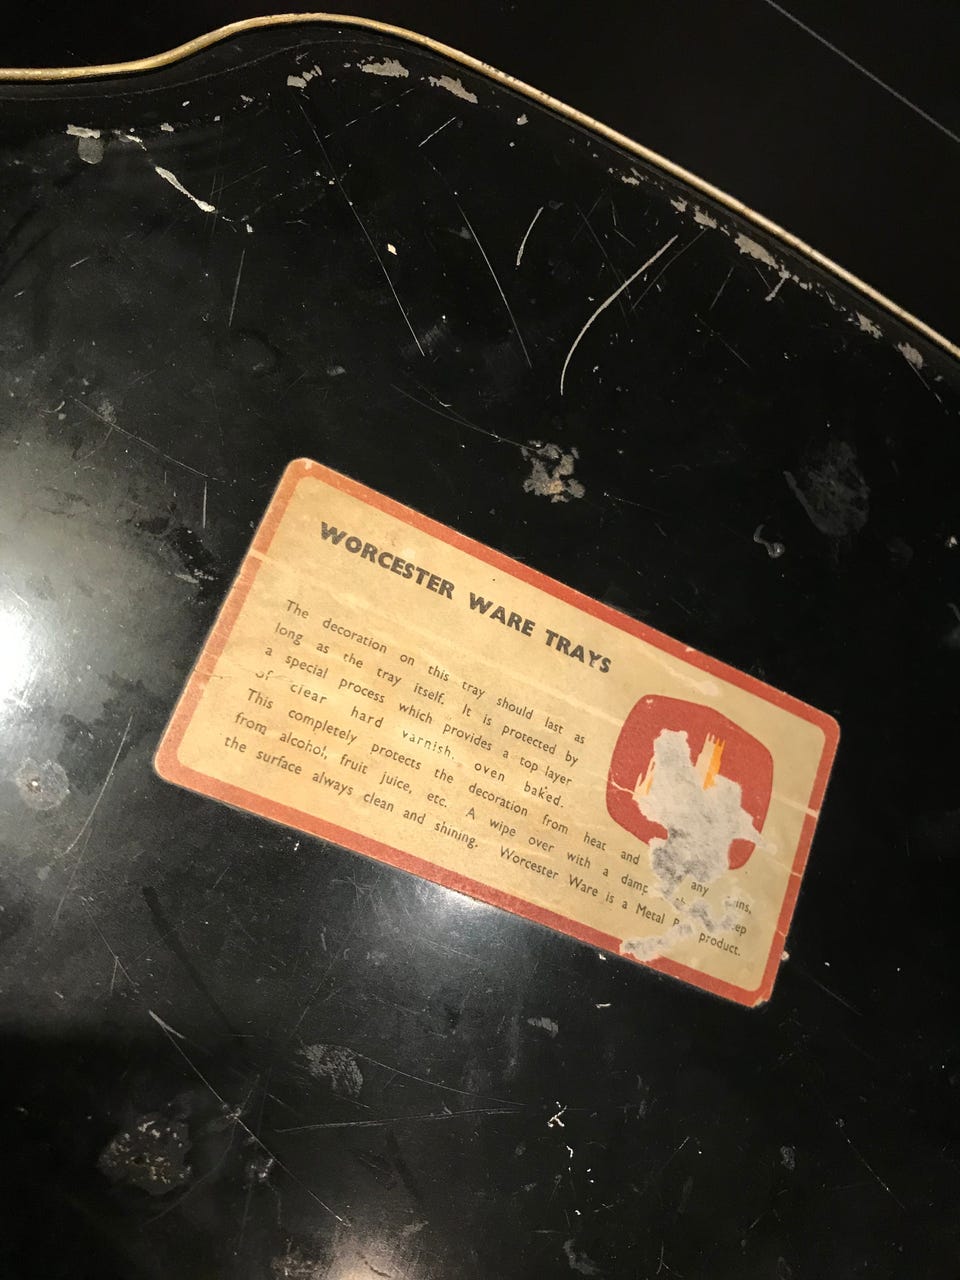 WORCESTER WARE TRAYS
The decoration on this tray should last as
long as the tray itself. It is protected by
a special process which provides a top layer
of clear hard varnish, oven baked.
This completely protects the decoration from heat and any
from alcohol, fruit juice, etc. A wipe over with a damp
the surface always clean and shining. Worcester Ware is a Metal product.